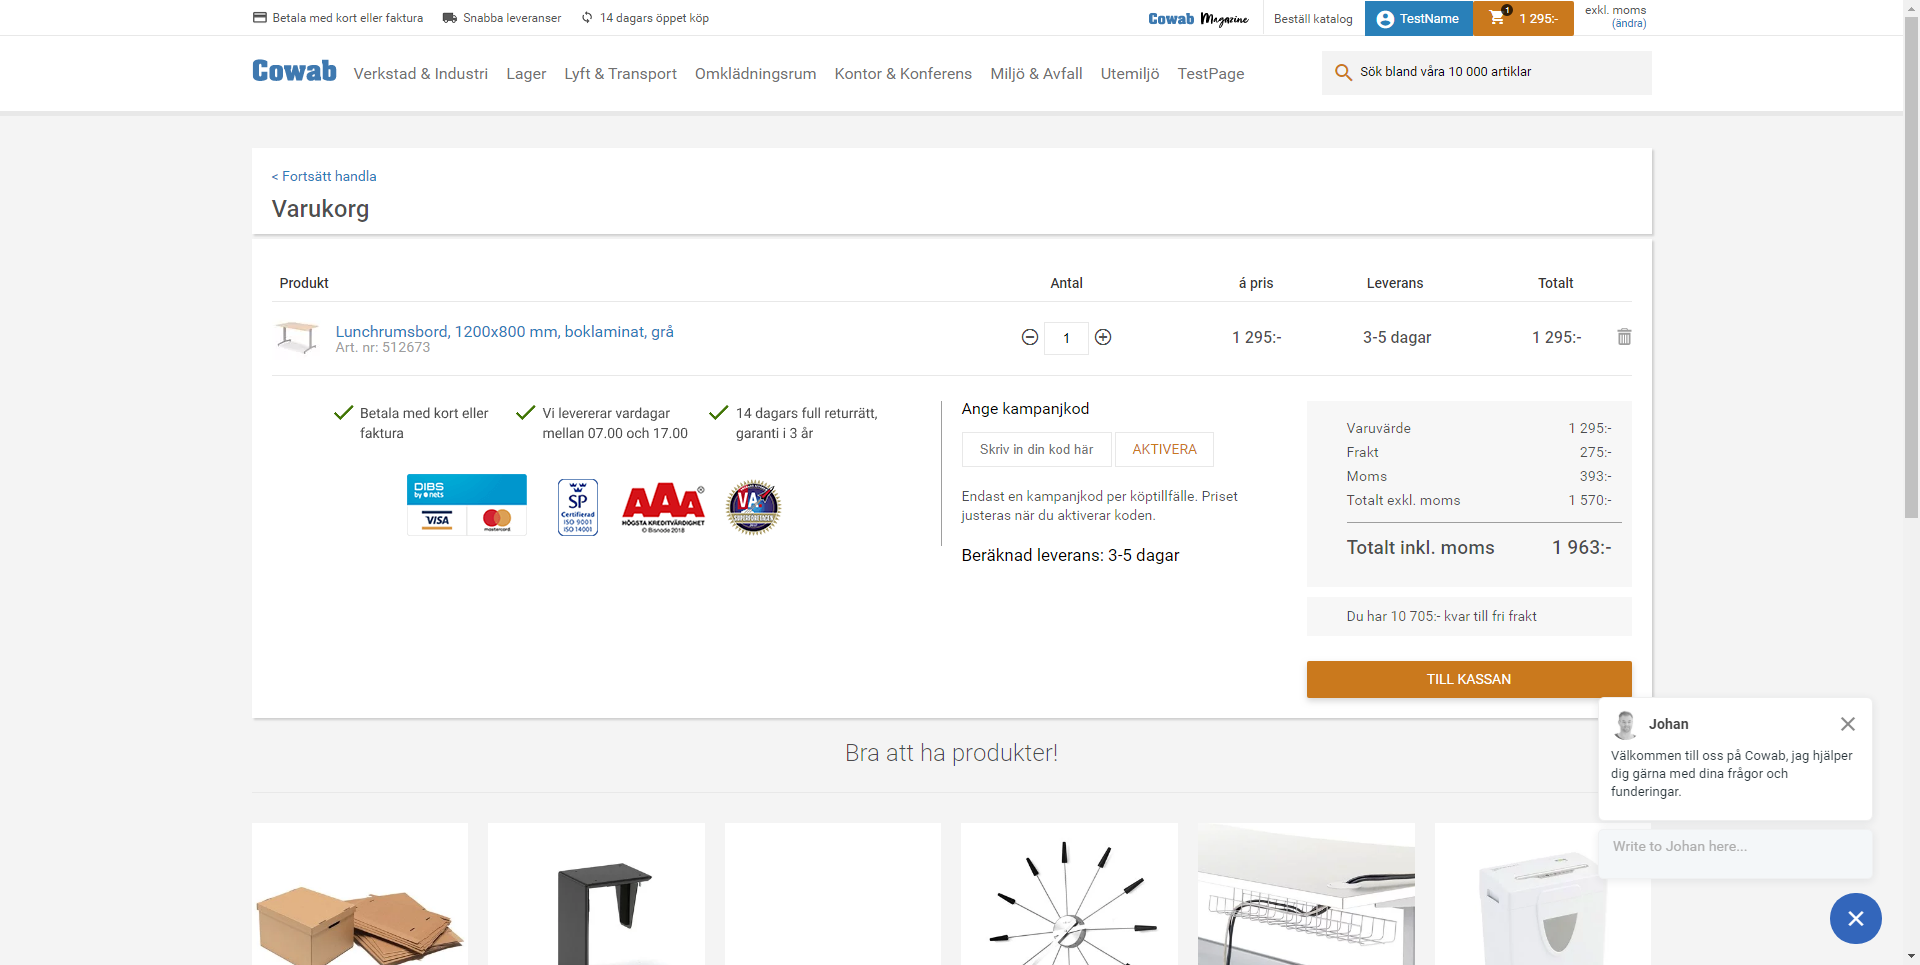 Betala med kort eller faktura
Snabba leveranser
14 dagars öppet köp
Cowab Magazine
Beställ katalog
TestName
1
1 295:-
exkl. moms
(ändra)
Cowab
Verkstad & Industri
Lager
Lyft & Transport
Omklädningsrum
Kontor & Konferens
Miljö & Avfall
Utemiljö
TestPage
Sök bland våra 10 000 artiklar
< Fortsätt handla
Varukorg
Produkt
Antal
á pris
Leverans
Totalt
Lunchrumsbord, 1200x800 mm, boklaminat, grå
Art. nr: 512673
1
1 295:-
3-5 dagar
1 295:-
Betala med kort eller
faktura
Vi levererar vardagar
mellan 07.00 och 17.00
14 dagars full returrätt,
garanti i 3 år
DIBS
by nets
VISA
mastercard
SP
Certifierad
ISO 9001
ISO 14001
AAA®
HÖGSTA KREDITVÄRDIGHET
© Bisnode 2018
VA
SUPERFÖRETAGEN
Ange kampanjkod
Skriv in din kod här
AKTIVERA
Endast en kampanjkod per köptillfälle. Priset
justeras när du aktiverar koden.
Beräknad leverans: 3-5 dagar
Varuvärde 1 295:-
Frakt 275:-
Moms 393:-
Totalt exkl. moms 1 570:-
Totalt inkl. moms 1 963:-
Du har 10 705:- kvar till fri frakt
TILL KASSAN
Bra att ha produkter!
Johan
Välkommen till oss på Cowab, jag hjälper
dig gärna med dina frågor och
funderingar.
Write to Johan here...